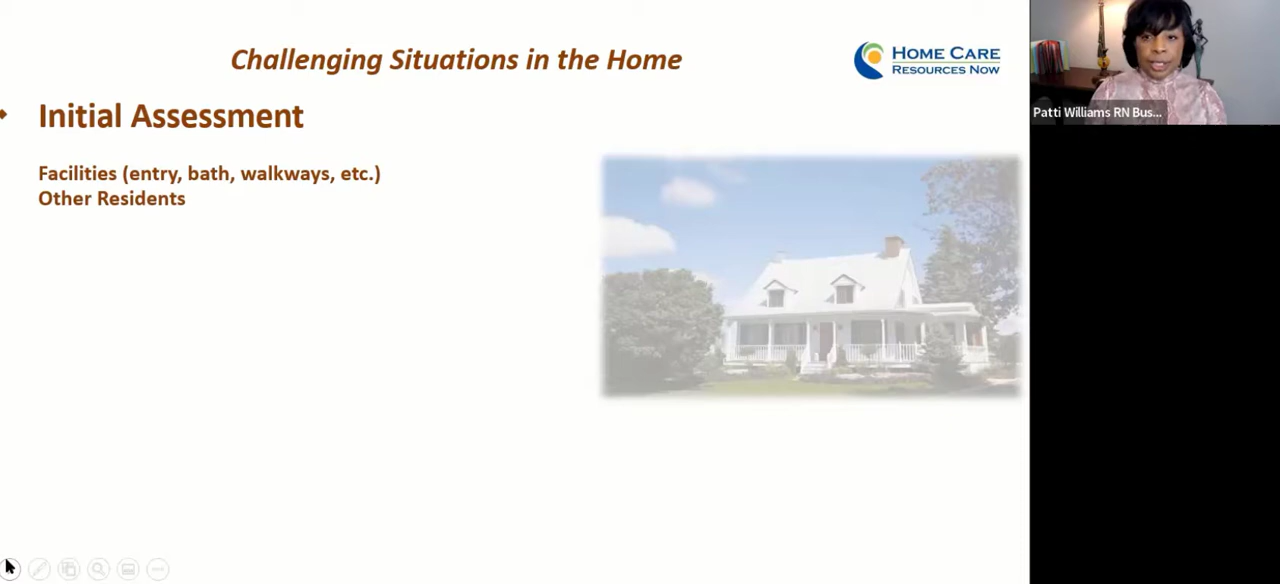 Challenging Situations in the Home
HOME CARE
RESOURCES NOW
Initial Assessment
Facilities (entry, bath, walkways, etc.)
Other Residents
Patti Williams RN Bus...